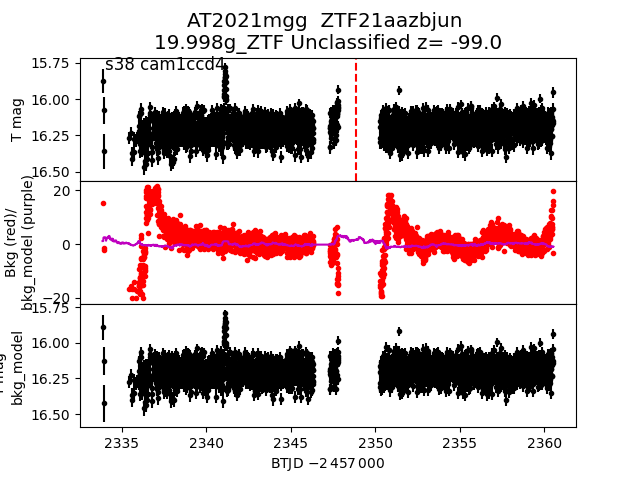 AT2021mgg  ZTF21aazbjun
19.998g_ZTF Unclassified z= -99.0
s38 cam1ccd4
T mag
15.75
16.00
16.25
16.50
Bkg (red)/
bkg_model (purple)
20
0
−20
bkg_model
15.75
16.00
16.25
16.50
2335
2340
2345
2350
2355
2360
BTJD −2 457 000